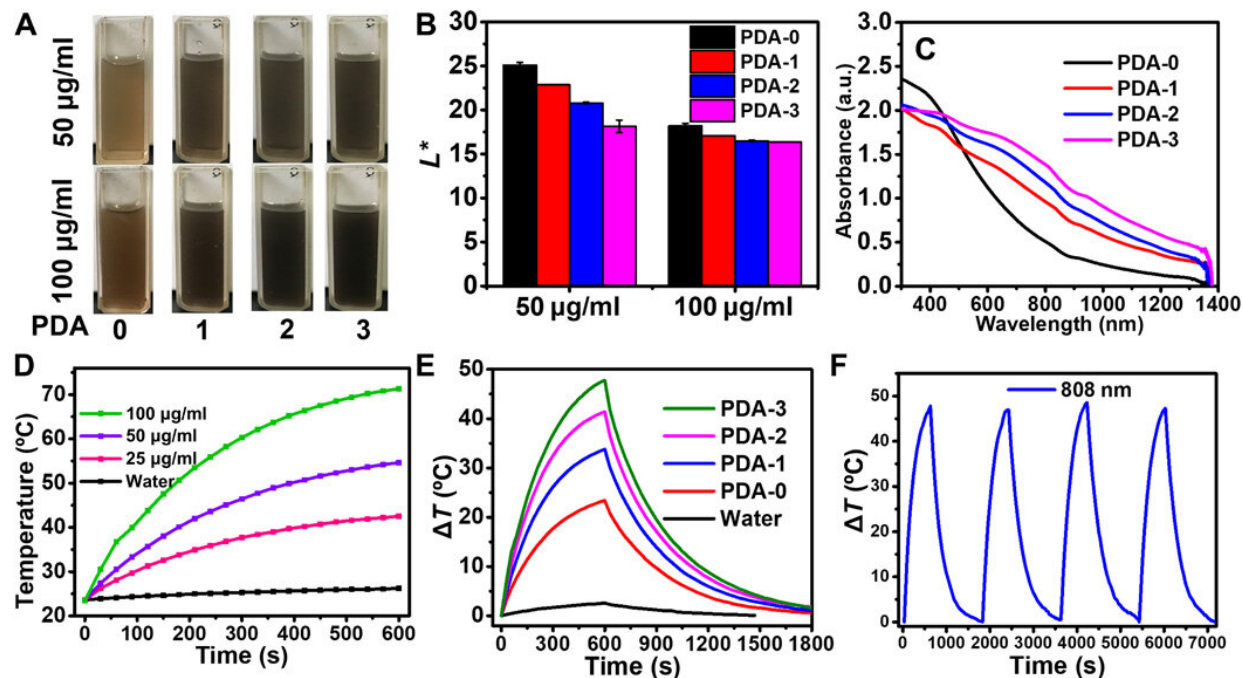 A
50 µg/ml
100 µg/ml
PDA 0 1 2 3
B
L*
30
25
20
15
10
5
0
PDA-0
PDA-1
PDA-2
PDA-3
50 µg/ml 100 µg/ml
C
Absorbance (a.u.)
3.0
2.5
2.0
1.5
1.0
0.5
0.0
PDA-0
PDA-1
PDA-2
PDA-3
400 600 800 1000 1200 1400
Wavelength (nm)
D
Temperature (ºC)
70
60
50
40
30
20
100 µg/ml
50 µg/ml
25 µg/ml
Water
0 100 200 300 400 500 600
Time (s)
E
ΔT (ºC)
50
40
30
20
10
0
PDA-3
PDA-2
PDA-1
PDA-0
Water
0 300 600 900 1200 1500 1800
Time (s)
F
ΔT (ºC)
50
40
30
20
10
0
808 nm
0 1000 2000 3000 4000 5000 6000 7000
Time (s)